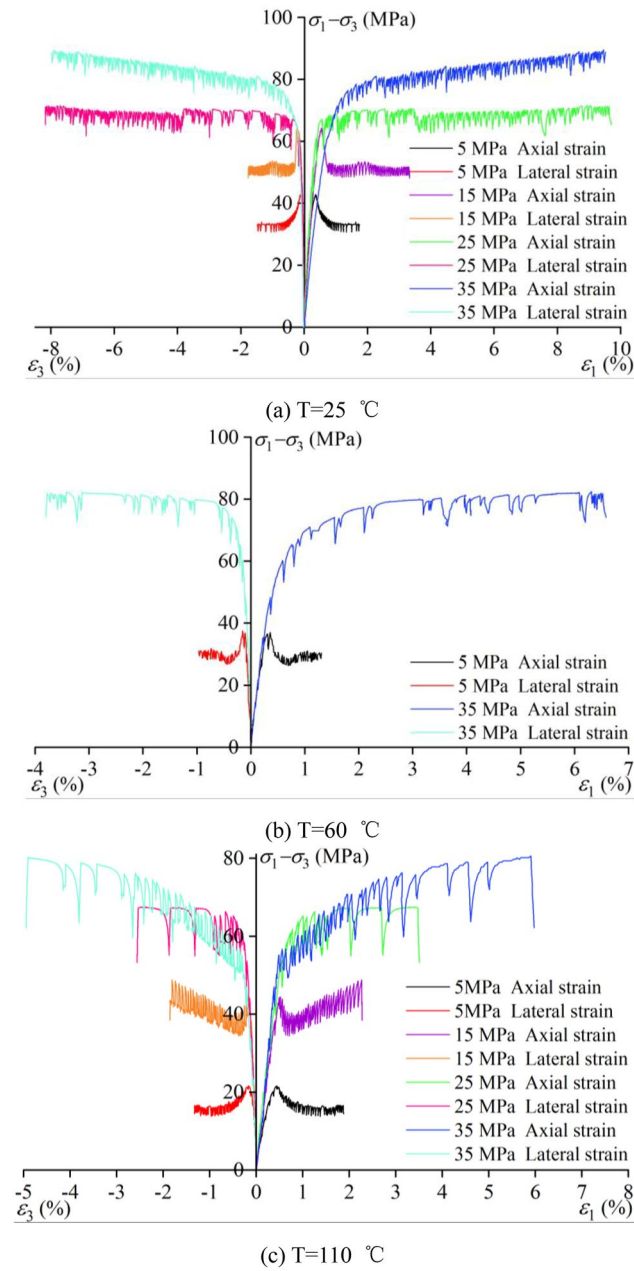 σ₁−σ₃ (MPa)
100
80
60
40
20
0
5 MPa Axial strain
5 MPa Lateral strain
15 MPa Axial strain
15 MPa Lateral strain
25 MPa Axial strain
25 MPa Lateral strain
35 MPa Axial strain
35 MPa Lateral strain
-8 -6 -4 -2 0 2 4 6 8 10
ε₃ (%) ε₁ (%)
(a) T=25 ℃
σ₁−σ₃ (MPa)
100
80
60
40
20
0
5 MPa Axial strain
5 MPa Lateral strain
35 MPa Axial strain
35 MPa Lateral strain
-4 -3 -2 -1 0 1 2 3 4 5 6 7
ε₃ (%) ε₁ (%)
(b) T=60 ℃
σ₁−σ₃ (MPa)
80
60
40
20
0
5MPa Axial strain
5MPa Lateral strain
15 MPa Axial strain
15 MPa Lateral strain
25 MPa Axial strain
25 MPa Lateral strain
35 MPa Axial strain
35 MPa Lateral strain
-5 -4 -3 -2 -1 0 1 2 3 4 5 6 7 8
ε₃ (%) ε₁ (%)
(c) T=110 ℃